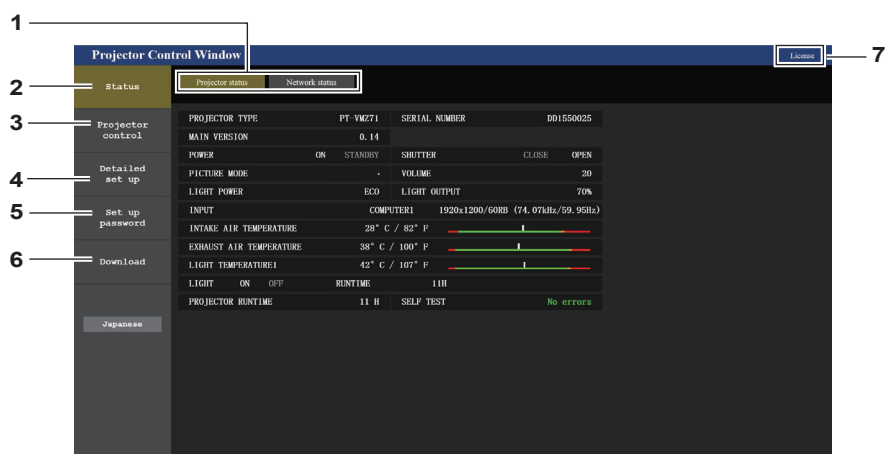 1
Projector Control Window
License
7
Projector status Network status
2
Status
3
Projector
control
4
Detailed
set up
5
Set up
password
6
Download
Japanese
PROJECTOR TYPE PT-VMZ71 SERIAL NUMBER DD1550025
MAIN VERSION 0.14
POWER ON STANDBY SHUTTER CLOSE OPEN
PICTURE MODE - VOLUME 20
LIGHT POWER ECO LIGHT OUTPUT 70%
INPUT COMPUTER1 1920x1200/60RB (74.07kHz/59.95Hz)
INTAKE AIR TEMPERATURE 28° C / 82° F
EXHAUST AIR TEMPERATURE 38° C / 100° F
LIGHT TEMPERATURE1 42° C / 107° F
LIGHT ON OFF RUNTIME 11H
PROJECTOR RUNTIME 11 H SELF TEST No errors